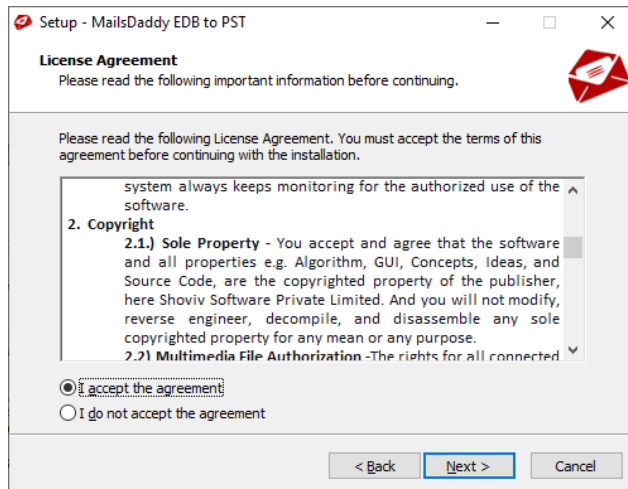 Setup - MailsDaddy EDB to PST
License Agreement
Please read the following important information before continuing.
Please read the following License Agreement. You must accept the terms of this
agreement before continuing with the installation.
system always keeps monitoring for the authorized use of the
software.
2. Copyright
2.1.) Sole Property - You accept and agree that the software
and all properties e.g. Algorithm, GUI, Concepts, Ideas, and
Source Code, are the copyrighted property of the publisher,
here Shoviv Software Private Limited. And you will not modify,
reverse engineer, decompile, and disassemble any sole
copyrighted property for any mean or any purpose.
2.2) Multimedia File Authorization -The rights for all connected
I accept the agreement
I do not accept the agreement
< Back
Next >
Cancel